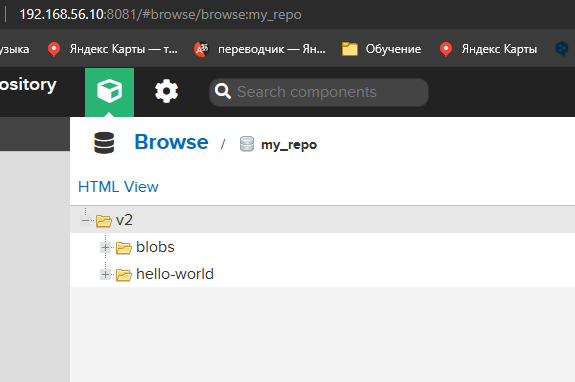 192.168.56.10:8081/#browse/browse:my_repo
узыка Яндекс Карты — т... переводчик — Ян... Обучение Яндекс Карты
ository Search components
Browse / my_repo
HTML View
v2
blobs
hello-world